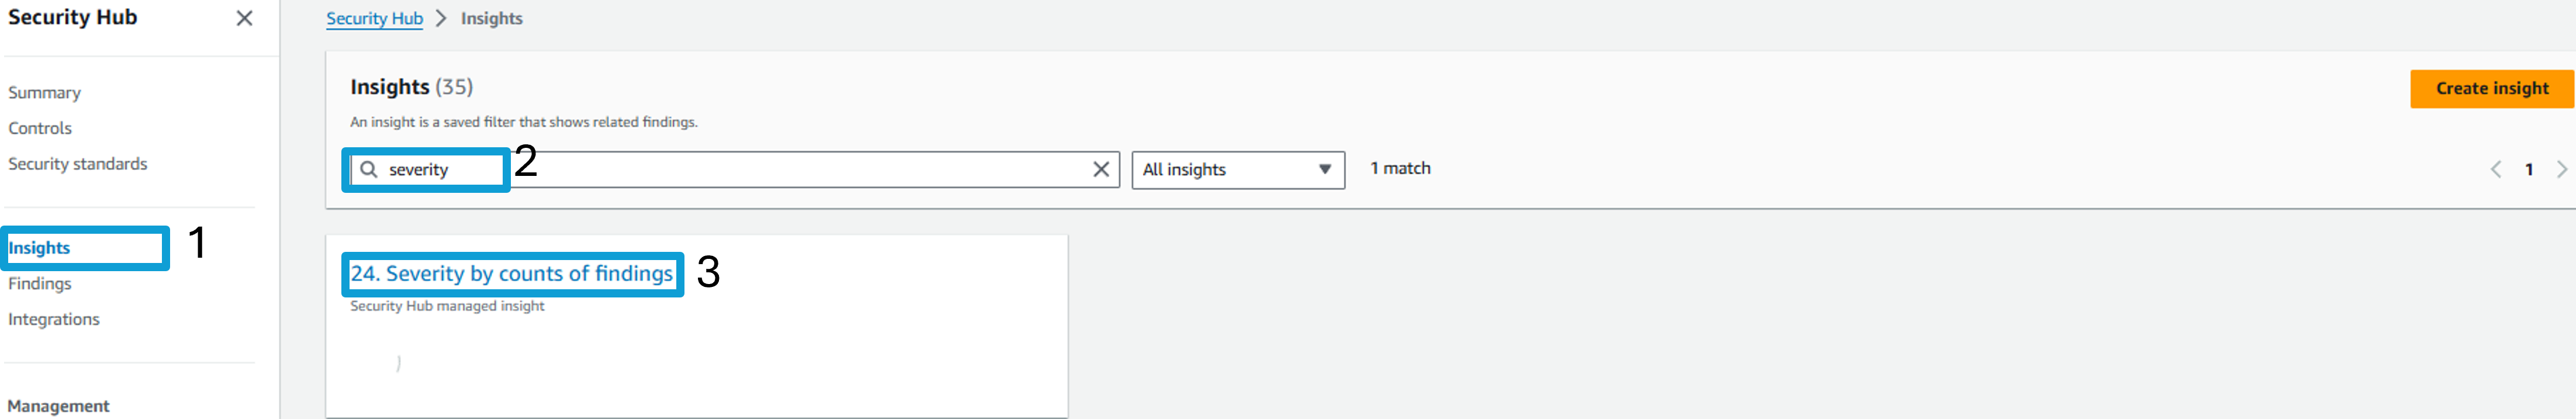 Security Hub
Summary
Controls
Security standards
Insights 1
Findings
Integrations
Management
Security Hub > Insights
Insights (35)
Create insight
An insight is a saved filter that shows related findings.
severity 2 All insights 1 match 1
24. Severity by counts of findings 3
Security Hub managed insight